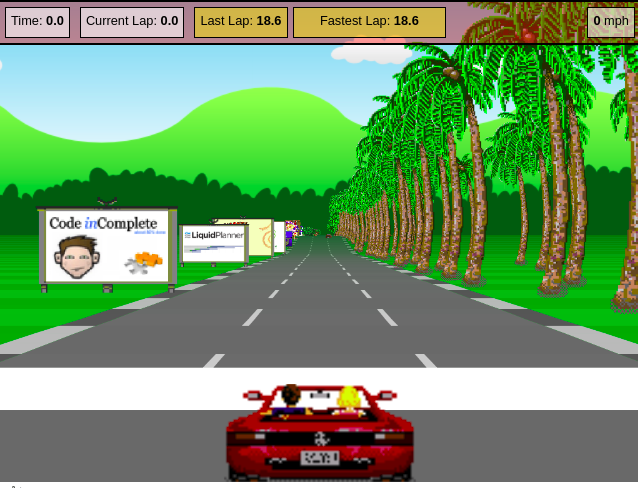 Time: 0.0
Current Lap: 0.0
Last Lap: 18.6
Fastest Lap: 18.6
0 mph
Code inComplete
LiquidPlanner